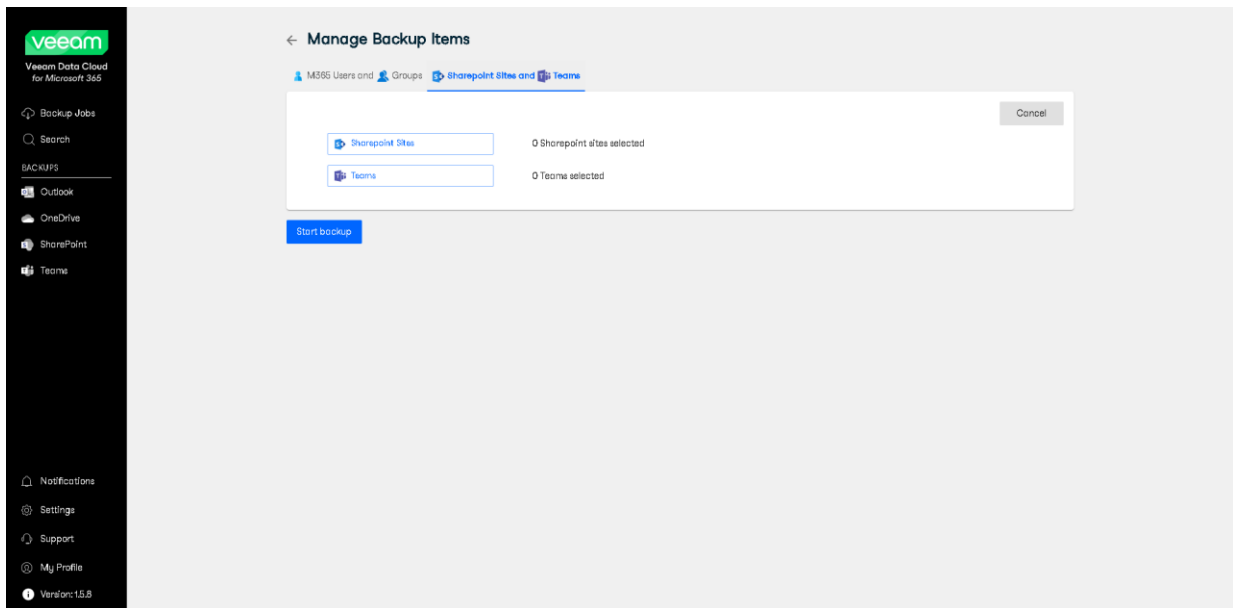 veeam
Veeam Data Cloud
for Microsoft 365
Backup Jobs
Search
BACKUPS
Outlook
OneDrive
SharePoint
Teams
Notifications
Settings
Support
My Profile
Version: 1.5.8
Manage Backup Items
M365 Users and Groups Sharepoint Sites and Teams
Cancel
Sharepoint Sites 0 Sharepoint sites selected
Teams 0 Teams selected
Start backup